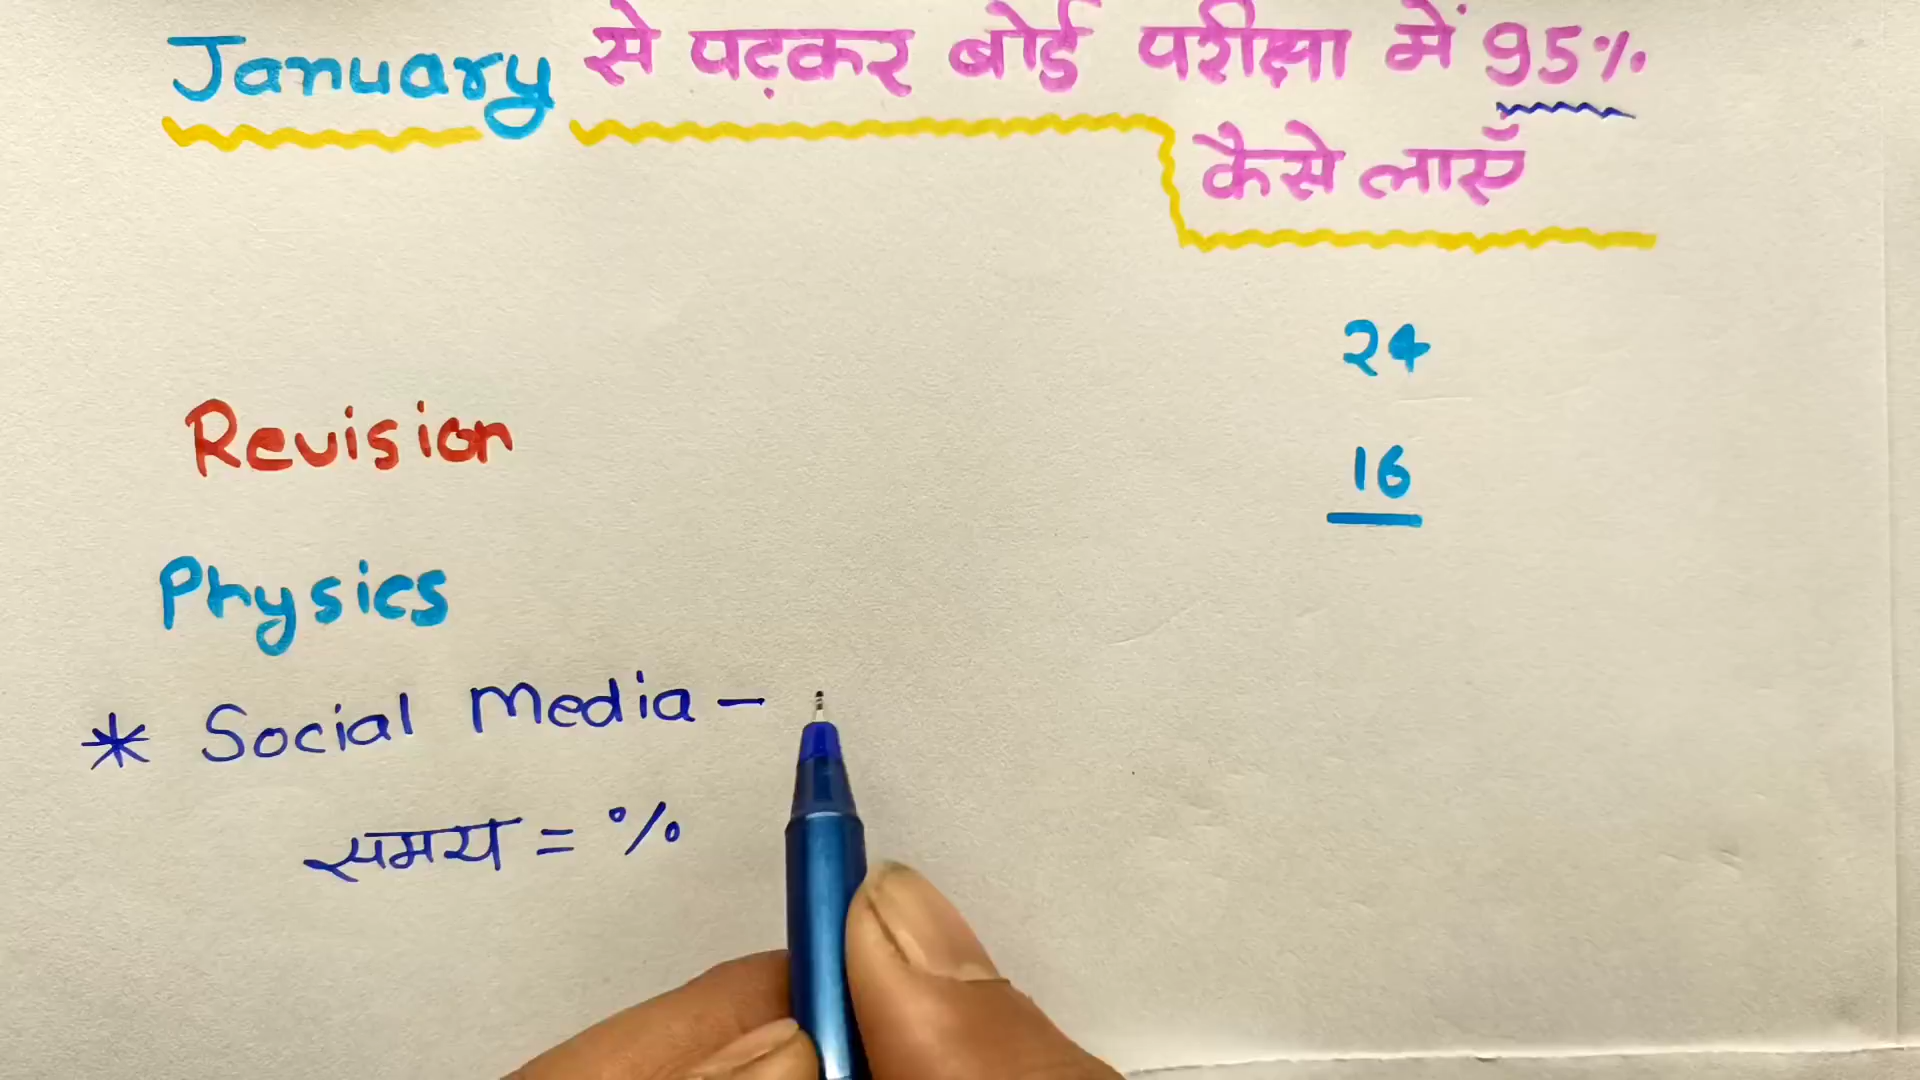 January से पढ़कर बोर्ड परीक्षा में 95%
कैसे लाएँ
24
Revision
16
Physics
* Social Media -
समय = %